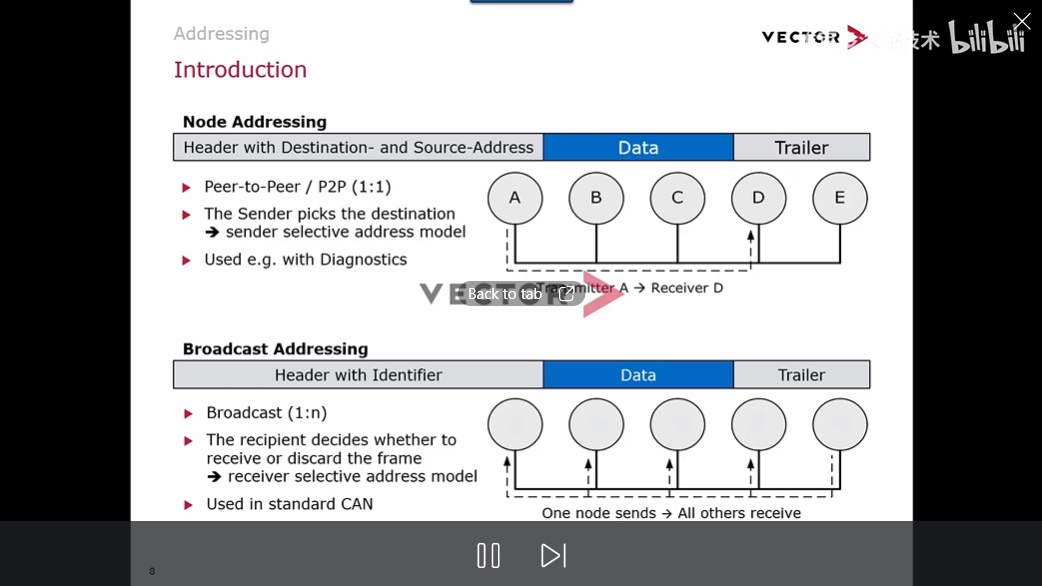 Addressing
VECTOR
技术
bilibili
Introduction
Node Addressing
Header with Destination- and Source-Address
Data
Trailer
Peer-to-Peer / P2P (1:1)
The Sender picks the destination
➔ sender selective address model
Used e.g. with Diagnostics
A
B
C
D
E
Back to tab
A → Receiver D
Broadcast Addressing
Header with Identifier
Data
Trailer
Broadcast (1:n)
The recipient decides whether to
receive or discard the frame
➔ receiver selective address model
Used in standard CAN
One node sends → All others receive
8